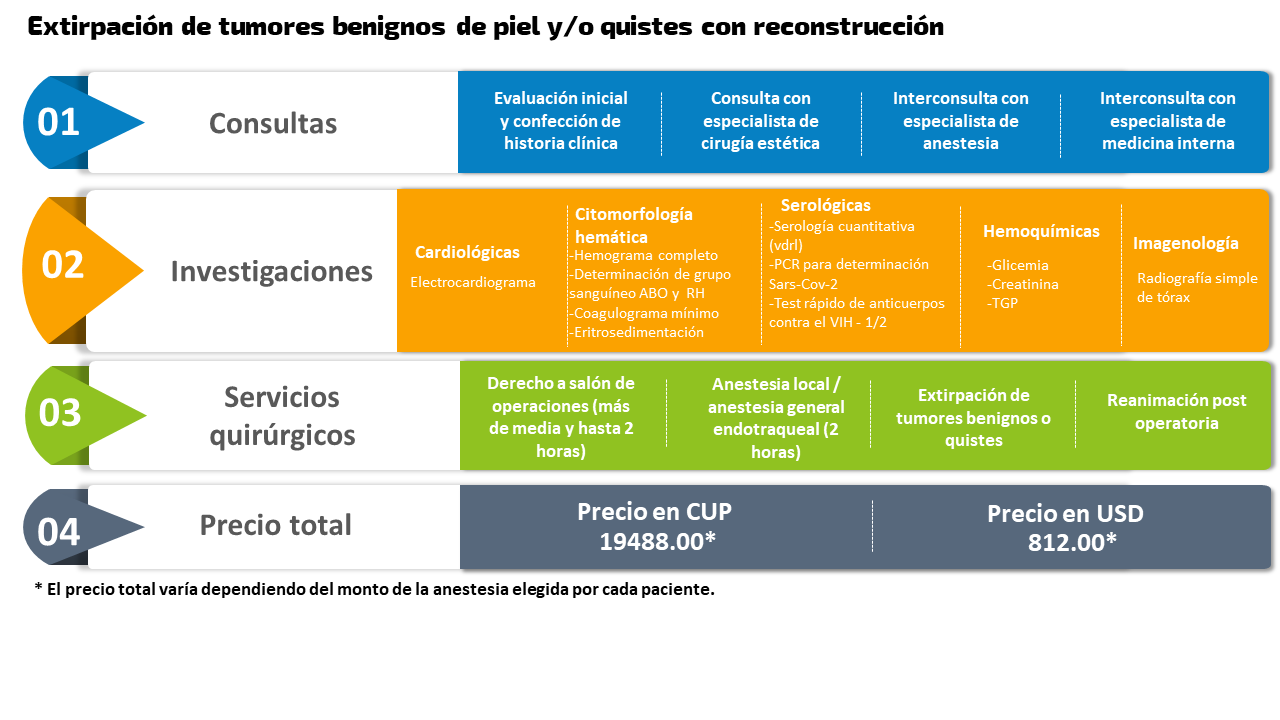 Extirpación de tumores benignos de piel y/o quistes con reconstrucción
01
Consultas
Evaluación inicial
y confección de
historia clínica
Consulta con
especialista de
cirugía estética
Interconsulta con
especialista de
anestesia
Interconsulta con
especialista de
medicina interna
02
Investigaciones
Cardiológicas
Electrocardiograma
Citomorfología
hemática
-Hemograma completo
-Determinación de grupo
sanguíneo ABO y RH
-Coagulograma mínimo
-Eritrosedimentación
Serológicas
-Serología cuantitativa
(vdrl)
-PCR para determinación
Sars-Cov-2
-Test rápido de anticuerpos
contra el VIH - 1/2
Hemoquímicas
-Glicemia
-Creatinina
-TGP
Imagenología
Radiografía simple
de tórax
03
Servicios
quirúrgicos
Derecho a salón de
operaciones (más
de media y hasta 2
horas)
Anestesia local /
anestesia general
endotraqueal (2
horas)
Extirpación de
tumores benignos o
quistes
Reanimación post
operatoria
04
Precio total
Precio en CUP
19488.00*
Precio en USD
812.00*
* El precio total varía dependiendo del monto de la anestesia elegida por cada paciente.